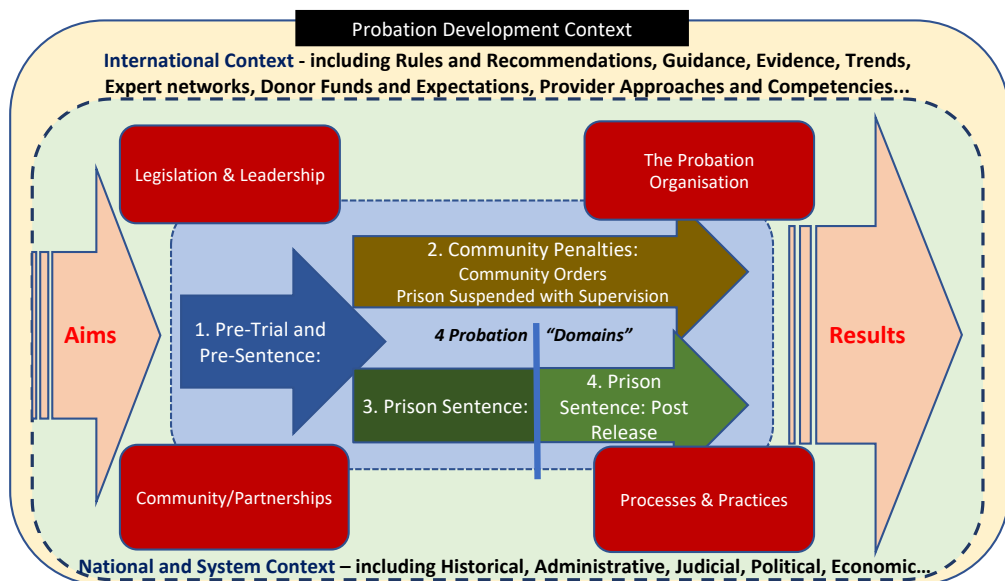 Probation Development Context
International Context - including Rules and Recommendations, Guidance, Evidence, Trends,
Expert networks, Donor Funds and Expectations, Provider Approaches and Competencies...
Legislation & Leadership
The Probation
Organisation
2. Community Penalties:
Community Orders
Prison Suspended with Supervision
Aims
1. Pre-Trial and
Pre-Sentence:
4 Probation "Domains"
Results
3. Prison Sentence:
4. Prison
Sentence: Post
Release
Community/Partnerships
Processes & Practices
National and System Context – including Historical, Administrative, Judicial, Political, Economic...